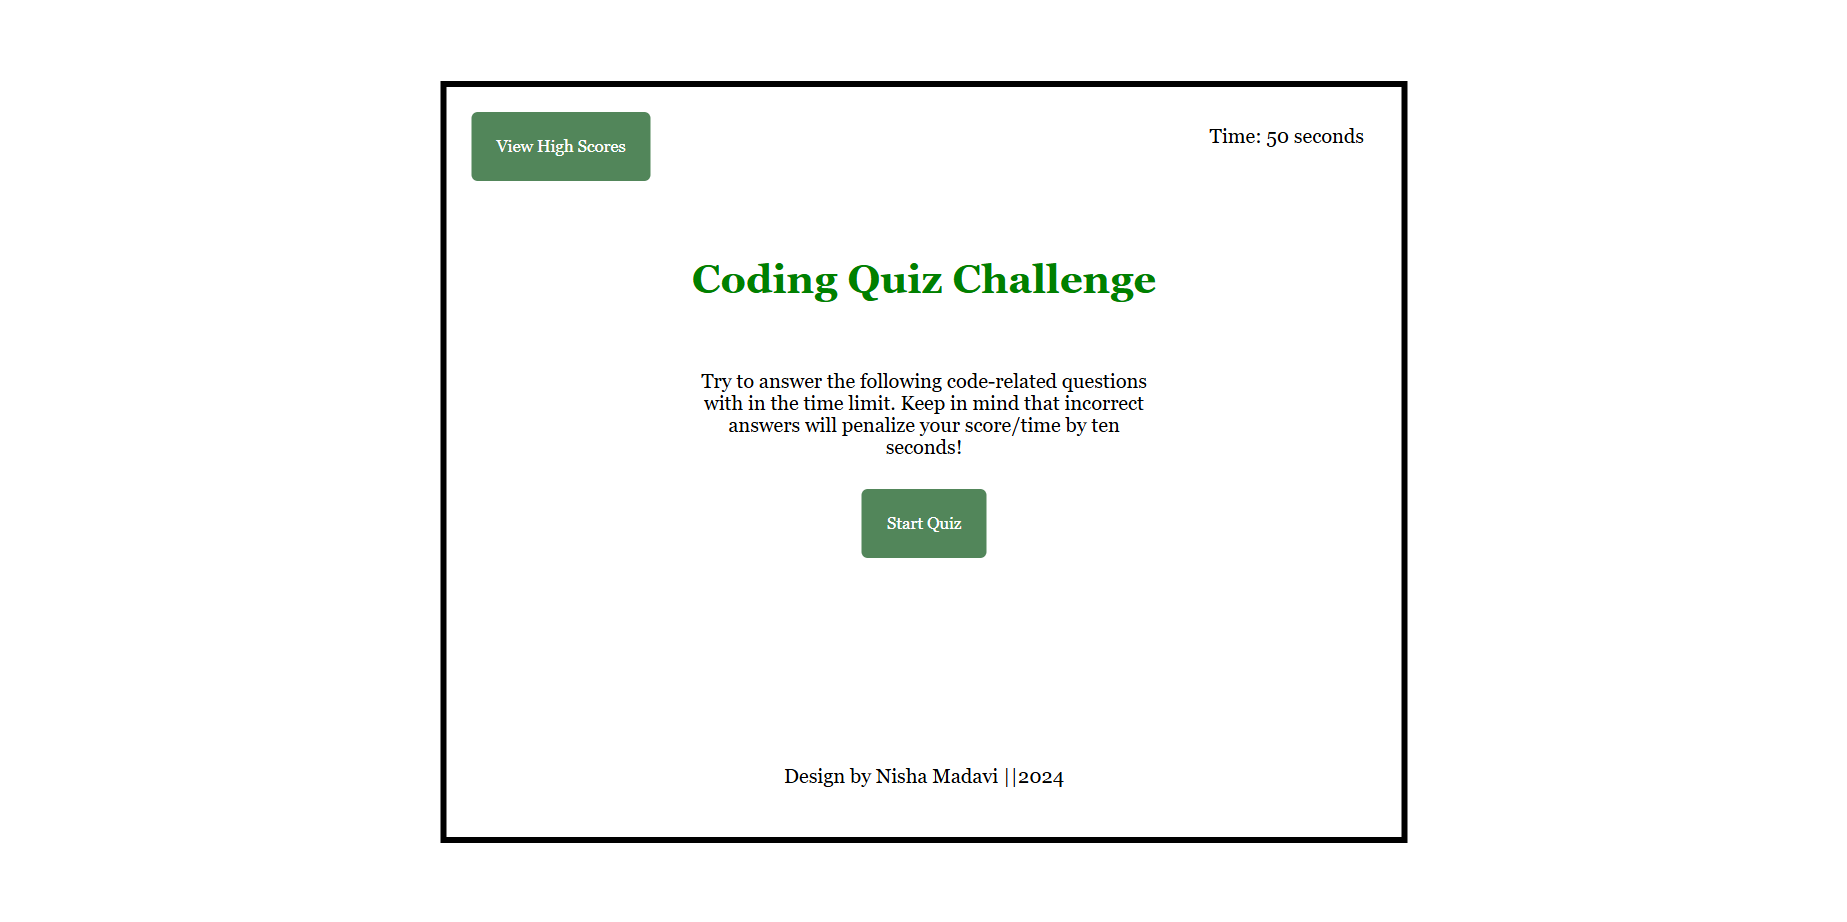 View High Scores
Time: 50 seconds
Coding Quiz Challenge
Try to answer the following code-related questions
with in the time limit. Keep in mind that incorrect
answers will penalize your score/time by ten
seconds!
Start Quiz
Design by Nisha Madavi ||2024